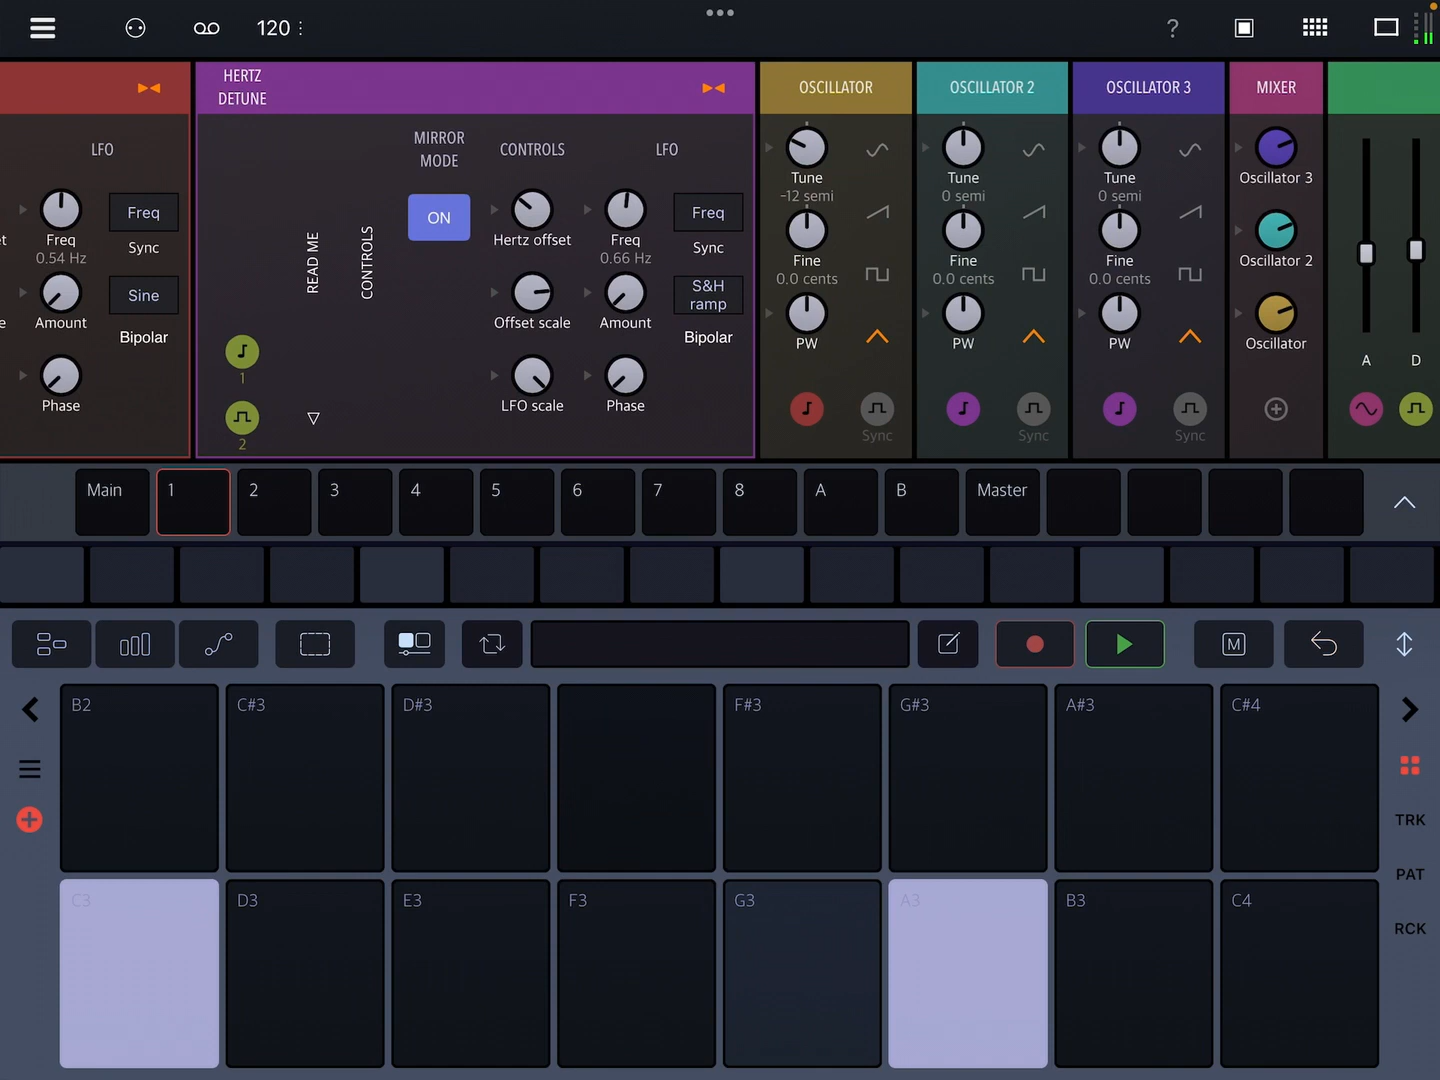 120
?
HERTZ
DETUNE
OSCILLATOR
OSCILLATOR 2
OSCILLATOR 3
MIXER
LFO
Freq
0.54 Hz
Freq
Sync
Amount
Sine
Bipolar
Phase
READ ME
CONTROLS
1
2
MIRROR
MODE
ON
CONTROLS
Hertz offset
Offset scale
LFO scale
LFO
Freq
0.66 Hz
Freq
Sync
Amount
S&H
ramp
Bipolar
Phase
Tune
-12 semi
Fine
0.0 cents
PW
Sync
Tune
0 semi
Fine
0.0 cents
PW
Sync
Tune
0 semi
Fine
0.0 cents
PW
Sync
Oscillator 3
Oscillator 2
Oscillator
A
D
Main
1
2
3
4
5
6
7
8
A
B
Master
M
B2
C#3
D#3
F#3
G#3
A#3
C#4
TRK
PAT
RCK
C3
D3
E3
F3
G3
A3
B3
C4